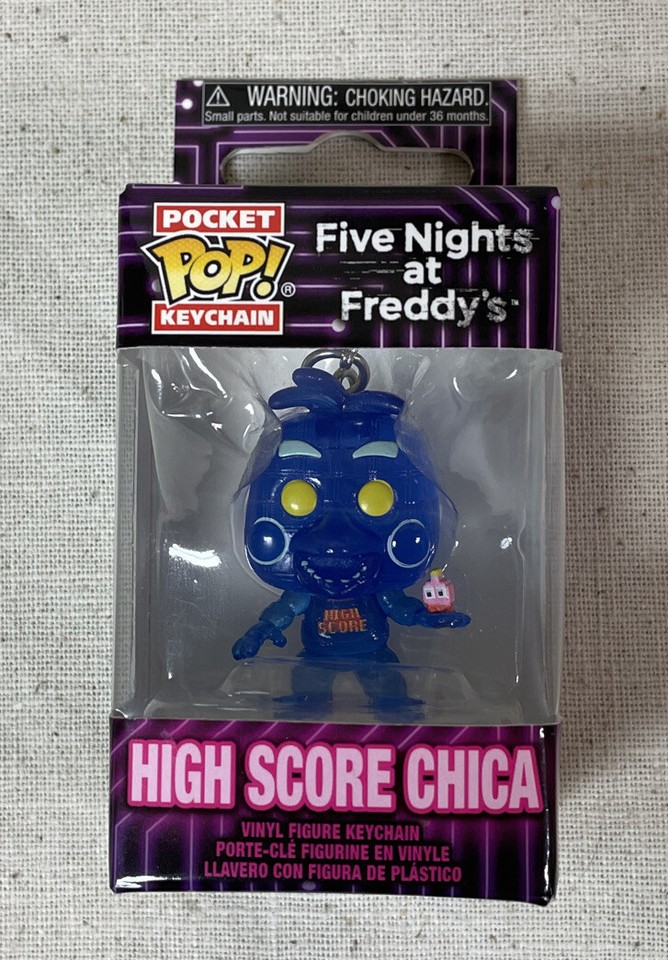 ⚠ WARNING: CHOKING HAZARD.
Small parts. Not suitable for children under 36 months.
POCKET
POP!®
KEYCHAIN
Five Nights
at
Freddy's™
HIGH
SCORE
HIGH SCORE CHICA
VINYL FIGURE KEYCHAIN
PORTE-CLÉ FIGURINE EN VINYLE
LLAVERO CON FIGURA DE PLÁSTICO